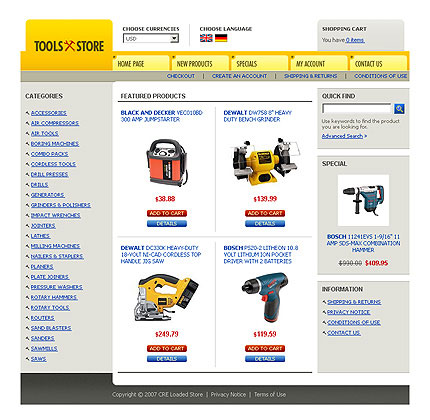 TOOLS STORE
CHOOSE CURRENCIES
USD
CHOOSE LANGUAGE
SHOPPING CART
You have 0 items
HOME PAGE
NEW PRODUCTS
SPECIALS
MY ACCOUNT
CONTACT US
CHECKOUT | CREATE AN ACCOUNT | SHIPPING & RETURNS | CONDITIONS OF USE
CATEGORIES
ACCESSORIES
AIR COMPRESSORS
AIR TOOLS
BORING MACHINES
COMBO PACKS
CORDLESS TOOLS
DRILL PRESSES
DRILLS
GENERATORS
GRINDERS & POLISHERS
IMPACT WRENCHES
JOINTERS
LATHES
MILLING MACHINES
NAILERS & STAPLERS
PLANERS
PLATE JOINERS
PRESSURE WASHERS
ROTARY HAMMERS
ROTARY TOOLS
ROUTERS
SAND BLASTERS
SANDERS
SAWMILLS
SAWS
FEATURED PRODUCTS
BLACK AND DECKER VEC010BD
300 AMP JUMPSTARTER
$38.88
ADD TO CART
DETAILS
DEWALT DW758 8" HEAVY
DUTY BENCH GRINDER
$139.99
ADD TO CART
DETAILS
DEWALT DC330K HEAVY-DUTY
18-VOLT NI-CAD CORDLESS TOP
HANDLE JIG SAW
$249.79
ADD TO CART
DETAILS
BOSCH PS20-2 LITHEON 10.8
VOLT LITHIUM ION POCKET
DRIVER WITH 2 BATTERIES
$119.59
ADD TO CART
DETAILS
QUICK FIND
Use keywords to find the product
you are looking for.
Advanced Search »
SPECIAL
BOSCH 11241EVS 1-9/16" 11
AMP SDS-MAX COMBINATION
HAMMER
$990.00 $409.95
INFORMATION
SHIPPING & RETURNS
PRIVACY NOTICE
CONDITIONS OF USE
CONTACT US
Copyright © 2007 CRE Loaded Store | Privacy Notice | Terms of Use